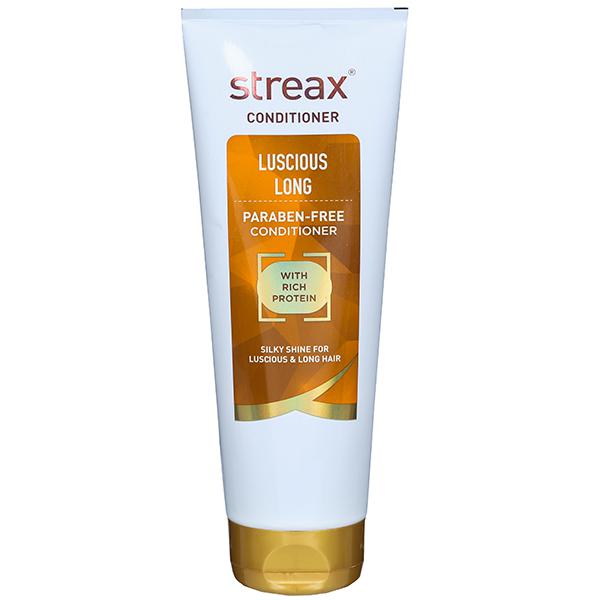 streax®
CONDITIONER
LUSCIOUS
LONG
PARABEN-FREE
CONDITIONER
WITH
RICH
PROTEIN
SILKY SHINE FOR
LUSCIOUS & LONG HAIR